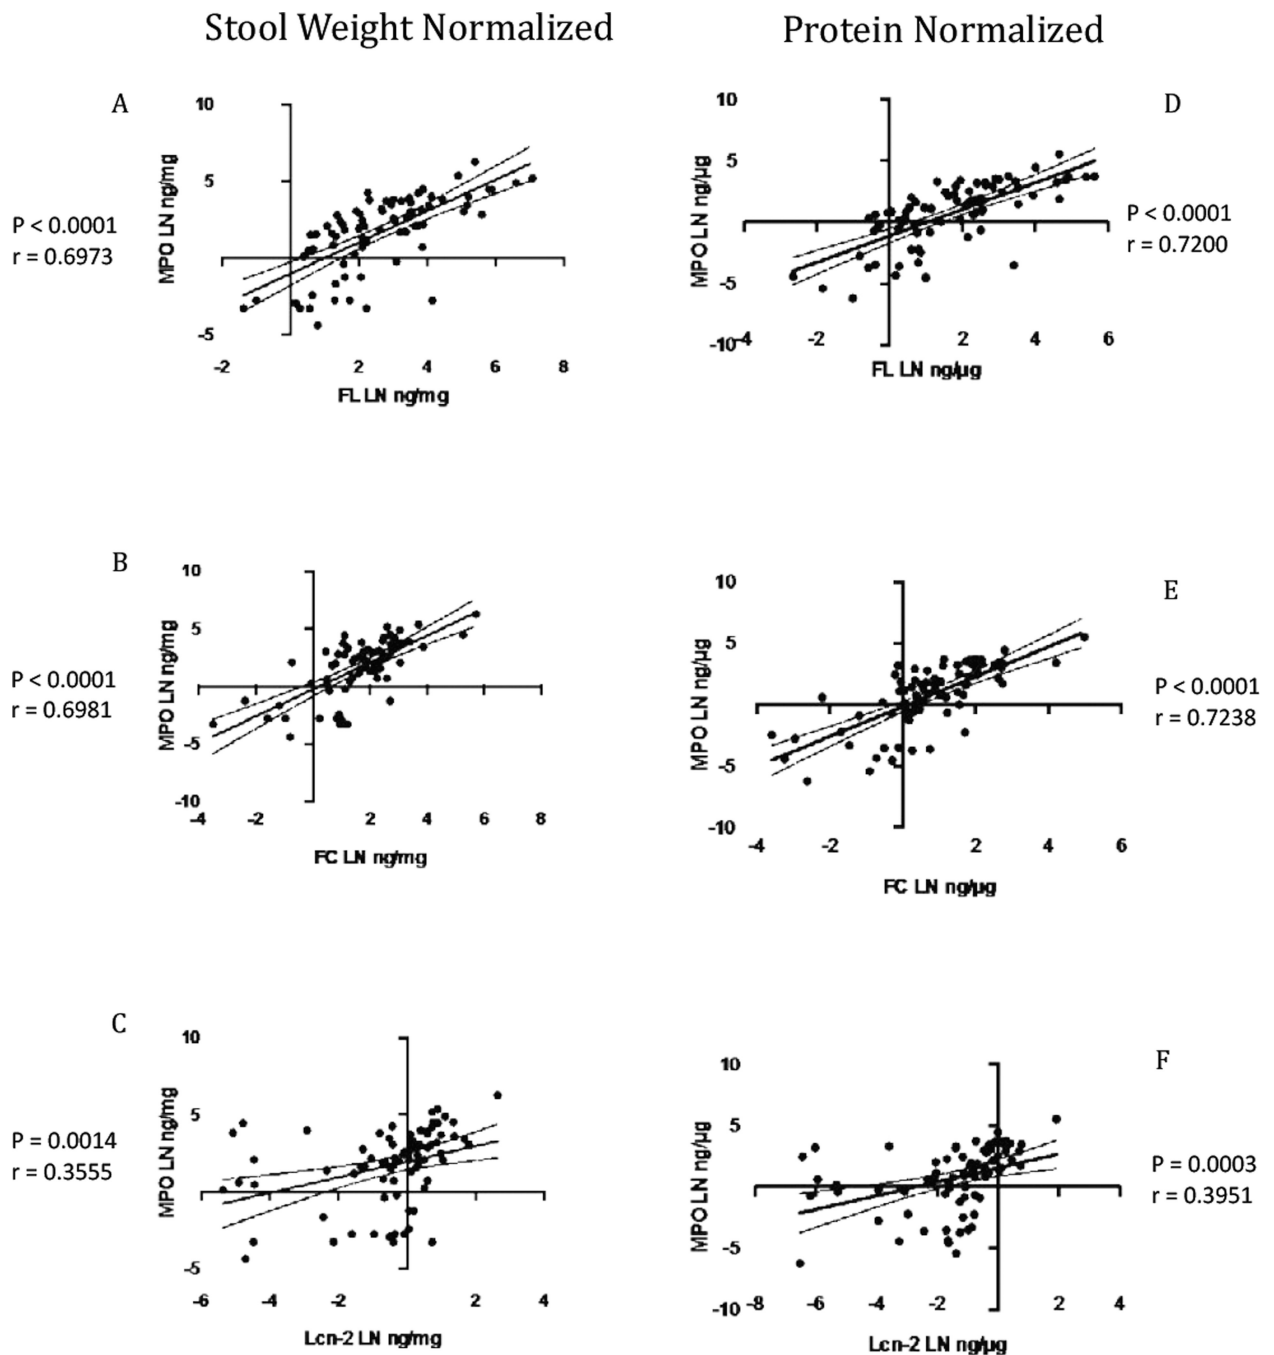 Stool Weight Normalized
Protein Normalized
A
P < 0.0001
r = 0.6973
MPO LN ng/mg
10
5
-5
-2
2
4
6
8
FL LN ng/mg
D
P < 0.0001
r = 0.7200
MPO LN ng/µg
10
5
0
-5
-10
-4
-2
2
4
6
FL LN ng/µg
B
P < 0.0001
r = 0.6981
MPO LN ng/mg
10
5
-5
-10
-4
-2
2
4
6
8
FC LN ng/mg
E
P < 0.0001
r = 0.7238
MPO LN ng/µg
10
5
0
-5
-10
-4
-2
2
4
6
FC LN ng/µg
C
P = 0.0014
r = 0.3555
MPO LN ng/mg
10
5
-5
-6
-4
-2
2
4
Lcn-2 LN ng/mg
F
P = 0.0003
r = 0.3951
MPO LN ng/µg
10
5
0
-5
-10
-8
-6
-4
-2
2
4
Lcn-2 LN ng/µg